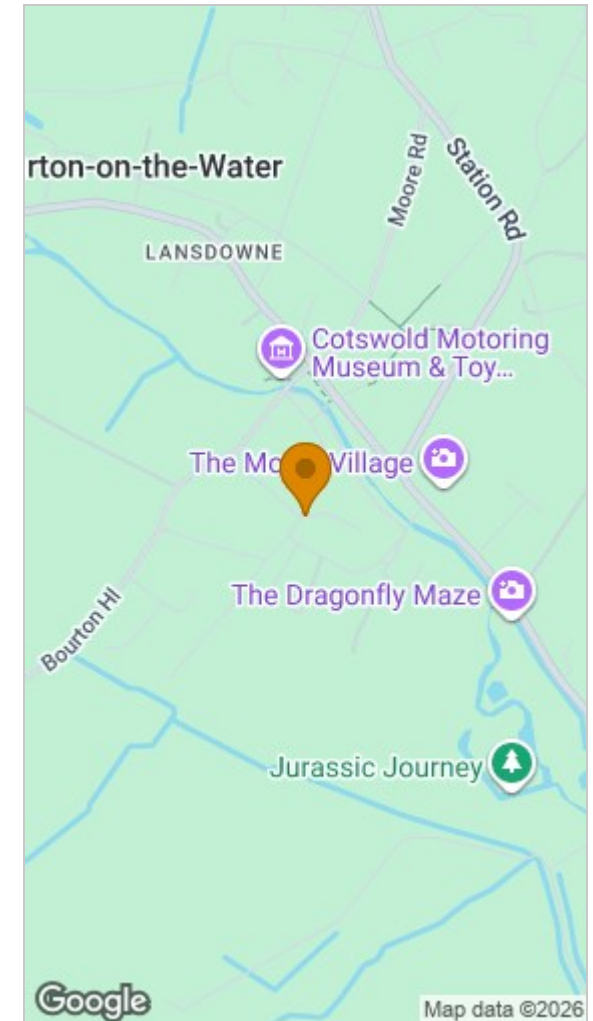 rton-on-the-Water
Moore Rd
Station Rd
LANSDOWNE
Cotswold Motoring
Museum & Toy...
The Mo Village
The Dragonfly Maze
Bourton Hl
Jurassic Journey
Google
Map data ©2026